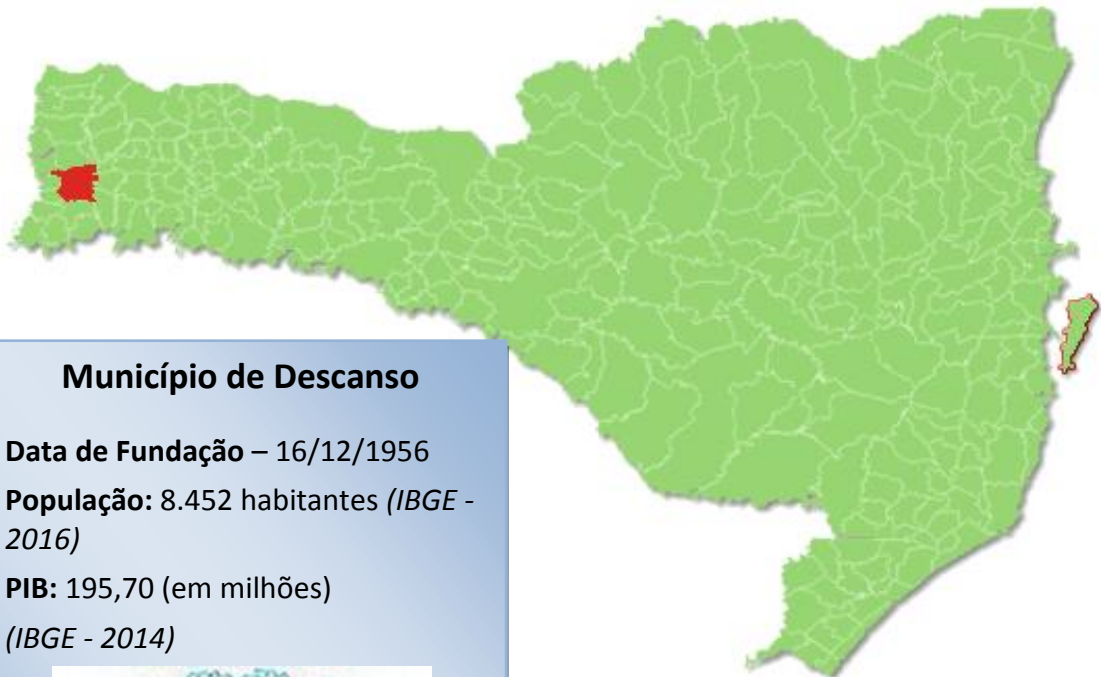 Município de Descanso
Data de Fundação – 16/12/1956
População: 8.452 habitantes (IBGE -
2016)
PIB: 195,70 (em milhões)
(IBGE - 2014)